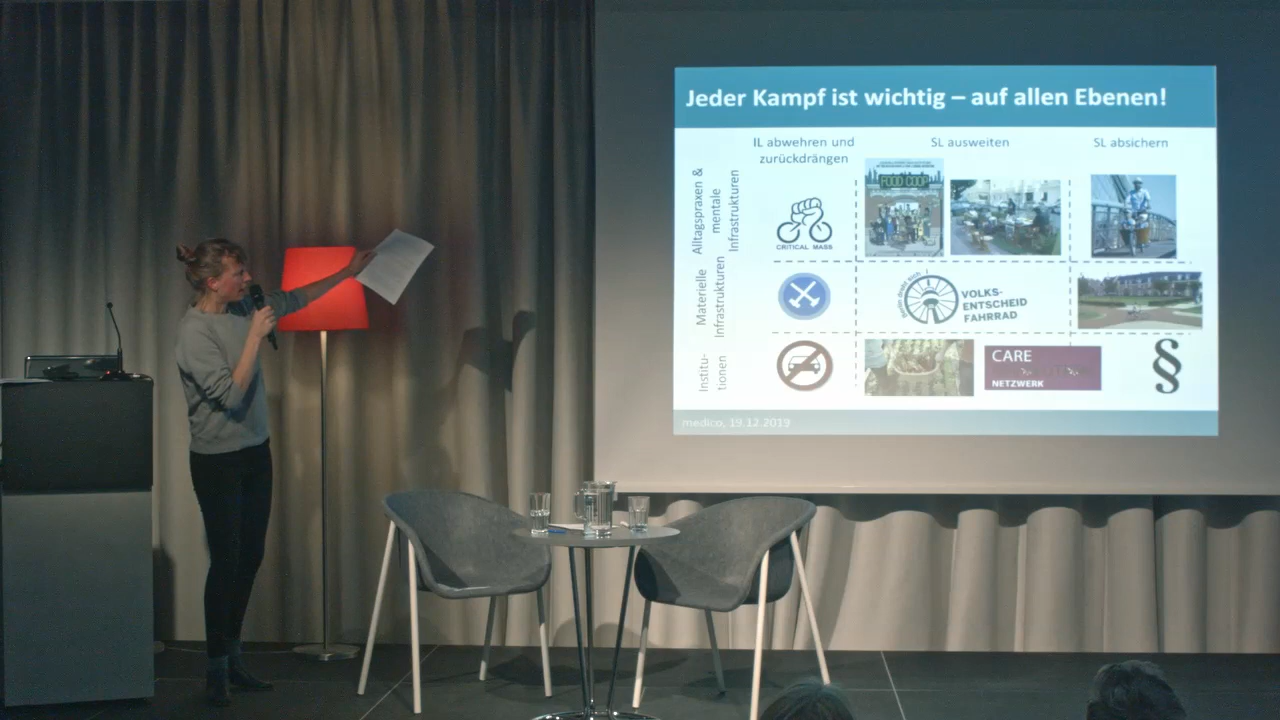 Jeder Kampf ist wichtig – auf allen Ebenen!
IL abwehren und
zurückdrängen
SL ausweiten
SL absichern
Alltagspraxen &
mentale
Infrastrukturen
FOOD COOP
CRITICAL MASS
Materielle
Infrastrukturen
VOLKS-
ENTSCHEID
FAHRRAD
Institu-
tionen
CARE
NETZWERK
§
medico, 19.12.2019